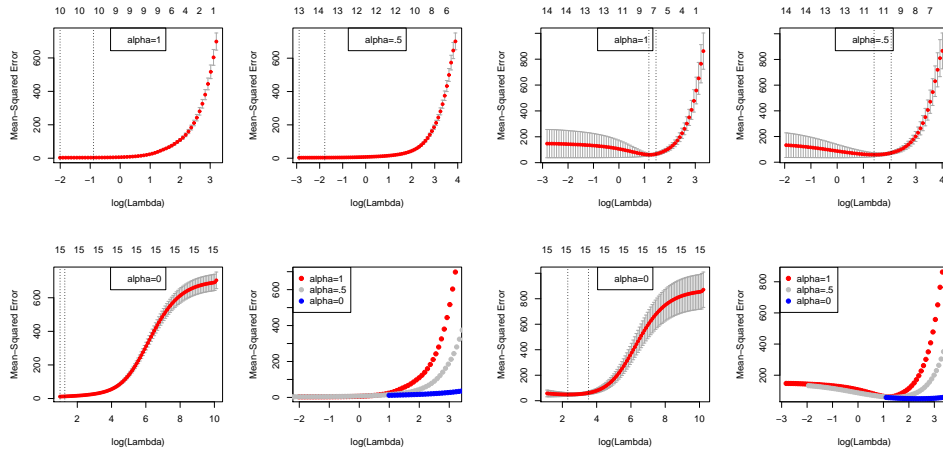 10 10 10 9 9 9 9 6 4 2 1
alpha=1
Mean−Squared Error
0 200 400 600
−2 −1 0 1 2 3
log(Lambda)
13 14 13 13 11 10 8 6
alpha=.5
Mean−Squared Error
0 200 400 600
−3 −2 −1 0 1 2 3 4
log(Lambda)
14 14 13 13 11 11 9 7 4 1
alpha=1
Mean−Squared Error
0 200 400 600 800
−3 −2 −1 0 1 2 3
log(Lambda)
14 14 13 13 11 11 9 8 7
alpha=.5
Mean−Squared Error
0 200 400 600 800
−2 −1 0 1 2 3 4
log(Lambda)
15 15 15 15 15 15 15 15 15
alpha=0
Mean−Squared Error
0 200 400 600
2 4 6 8 10
log(Lambda)
alpha=1
alpha=.5
alpha=0
Mean−Squared Error
0 200 400 600
−2 −1 0 1 2 3
log(Lambda)
15 15 15 15 15 15 15 15 15
alpha=0
Mean−Squared Error
0 200 400 600 800 1000
2 4 6 8 10
log(Lambda)
alpha=1
alpha=.5
alpha=0
Mean−Squared Error
200 400 600 800
−3 −2 −1 0 1 2 3
log(Lambda)